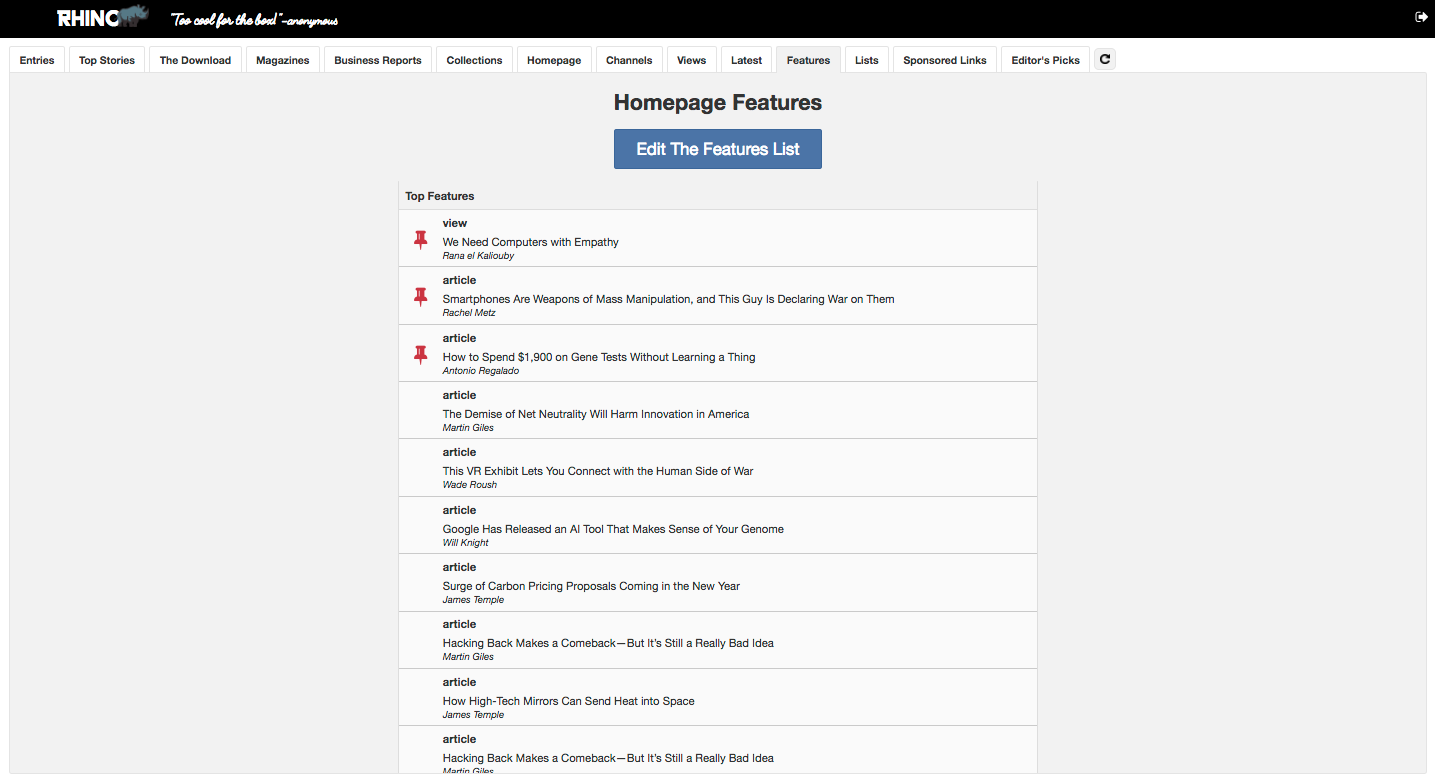 RHINO "Too cool for the box!" -anonymous
Entries Top Stories The Download Magazines Business Reports Collections Homepage Channels Views Latest Features Lists Sponsored Links Editor's Picks
Homepage Features
Edit The Features List
Top Features
view
We Need Computers with Empathy
Rana el Kaliouby
article
Smartphones Are Weapons of Mass Manipulation, and This Guy Is Declaring War on Them
Rachel Metz
article
How to Spend $1,900 on Gene Tests Without Learning a Thing
Antonio Regalado
article
The Demise of Net Neutrality Will Harm Innovation in America
Martin Giles
article
This VR Exhibit Lets You Connect with the Human Side of War
Wade Roush
article
Google Has Released an AI Tool That Makes Sense of Your Genome
Will Knight
article
Surge of Carbon Pricing Proposals Coming in the New Year
James Temple
article
Hacking Back Makes a Comeback—But It’s Still a Really Bad Idea
Martin Giles
article
How High-Tech Mirrors Can Send Heat into Space
James Temple
article
Hacking Back Makes a Comeback—But It’s Still a Really Bad Idea
Martin Giles